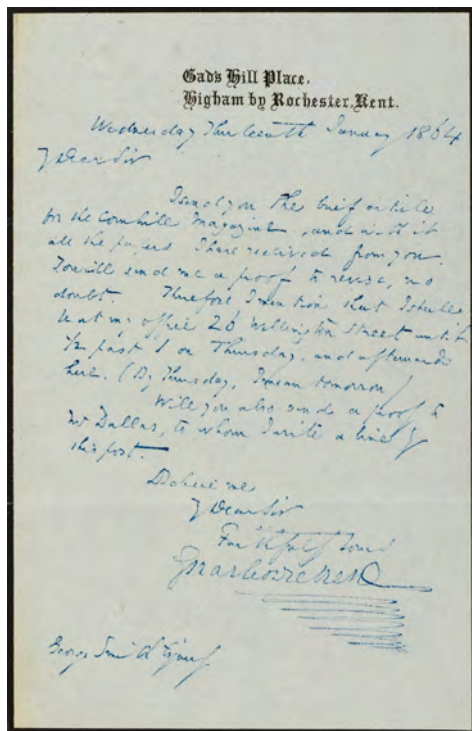 Gad's Hill Place,
Higham by Rochester, Kent.
Wednesday Thirteenth January 1864
My Dear Sir
I send you the brief article
for the Cornhill Magazine, and with it
all the papers I have received from you.
You will send me a proof to revise, no
doubt. Therefore I mention that I shall be
at my office 26 Wellington Street until
½ past 1 on Thursday, and afterwards
here. (By Thursday, I mean tomorrow)
Will you also send a proof to
Mr Dallas, to whom I write a line by
this post.
Believe me
My Dear Sir
Faithfully Yours
Charles Dickens
George Smith Esquire